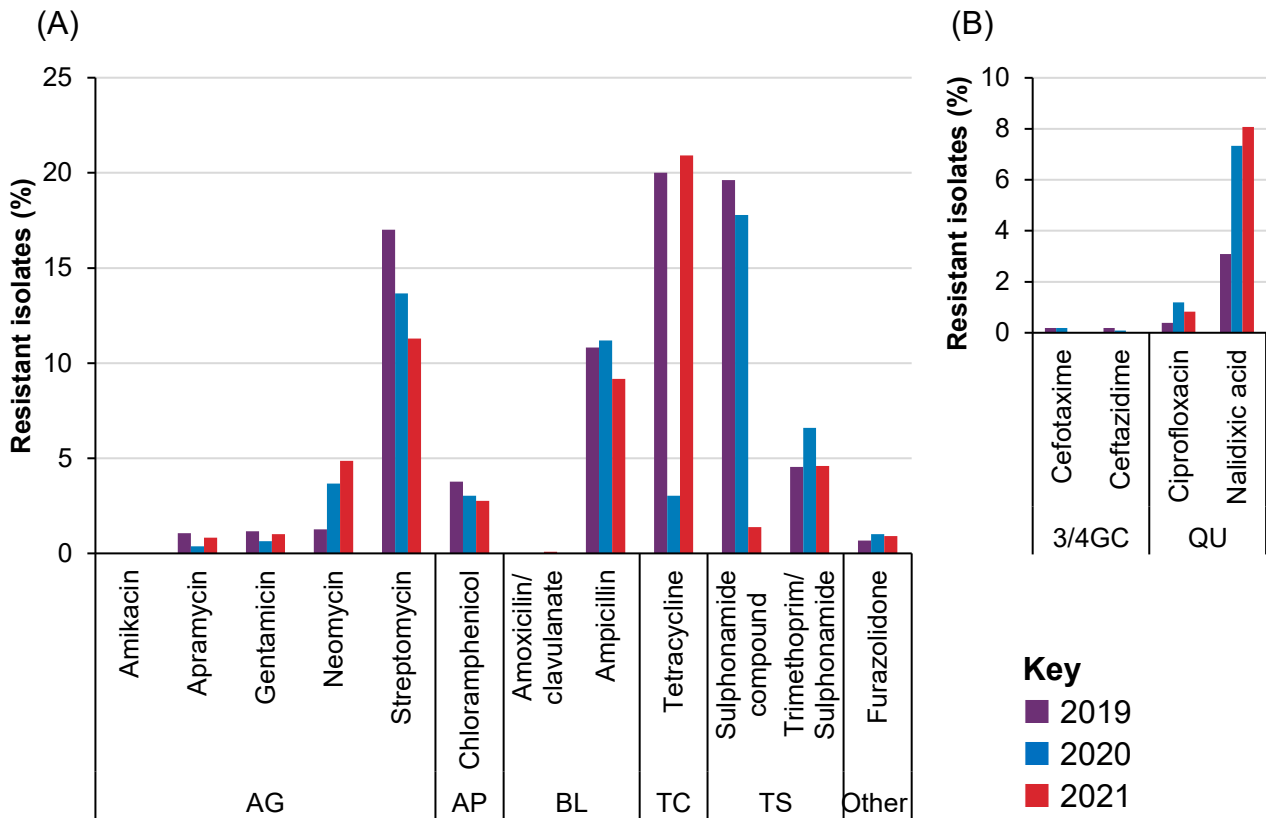 (A)
Resistant isolates (%)
25
20
15
10
5
0
Amikacin
Apramycin
Gentamicin
Neomycin
Streptomycin
Chloramphenicol
Amoxicilin/
clavulanate
Ampicillin
Tetracycline
Sulphonamide
compound
Trimethoprim/
Sulphonamide
Furazolidone
AG
AP
BL
TC
TS
Other
(B)
Resistant isolates (%)
10
8
6
4
2
0
Cefotaxime
Ceftazidime
Ciprofloxacin
Nalidixic acid
3/4GC
QU
Key
2019
2020
2021